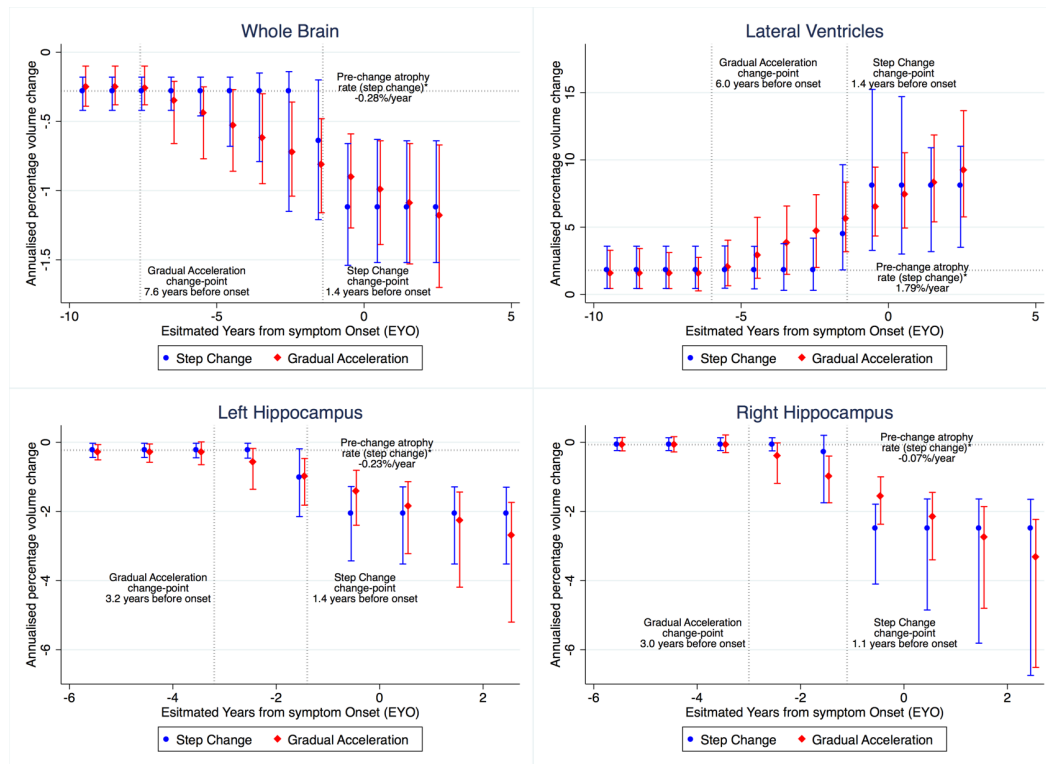 Whole Brain
Annualised percentage volume change
0
-.5
-1
-1.5
Pre-change atrophy
rate (step change)*
-0.28%/year
Gradual Acceleration
change-point
7.6 years before onset
Step Change
change-point
1.4 years before onset
-10
-5
0
5
Esitmated Years from symptom Onset (EYO)
Step Change
Gradual Acceleration
Lateral Ventricles
Annualised percentage volume change
15
10
5
0
Gradual Acceleration
change-point
6.0 years before onset
Step Change
change-point
1.4 years before onset
Pre-change atrophy
rate (step change)*
1.79%/year
-10
-5
0
5
Esitmated Years from symptom Onset (EYO)
Step Change
Gradual Acceleration
Left Hippocampus
Annualised percentage volume change
0
-2
-4
-6
Pre-change atrophy
rate (step change)*
-0.23%/year
Gradual Acceleration
change-point
3.2 years before onset
Step Change
change-point
1.4 years before onset
-6
-4
-2
0
2
Esitmated Years from symptom Onset (EYO)
Step Change
Gradual Acceleration
Right Hippocampus
Annualised percentage volume change
0
-2
-4
-6
Pre-change atrophy
rate (step change)*
-0.07%/year
Gradual Acceleration
change-point
3.0 years before onset
Step Change
change-point
1.1 years before onset
-6
-4
-2
0
2
Esitmated Years from symptom Onset (EYO)
Step Change
Gradual Acceleration